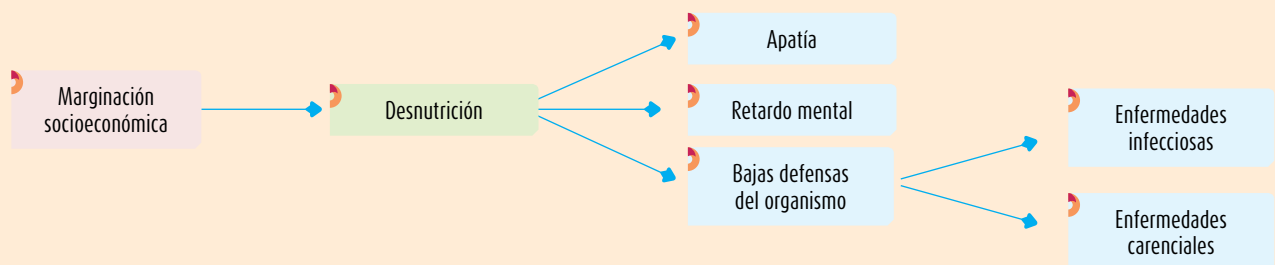 Marginación
socioeconómica
Desnutrición
Apatía
Retardo mental
Bajas defensas
del organismo
Enfermedades
infecciosas
Enfermedades
carenciales